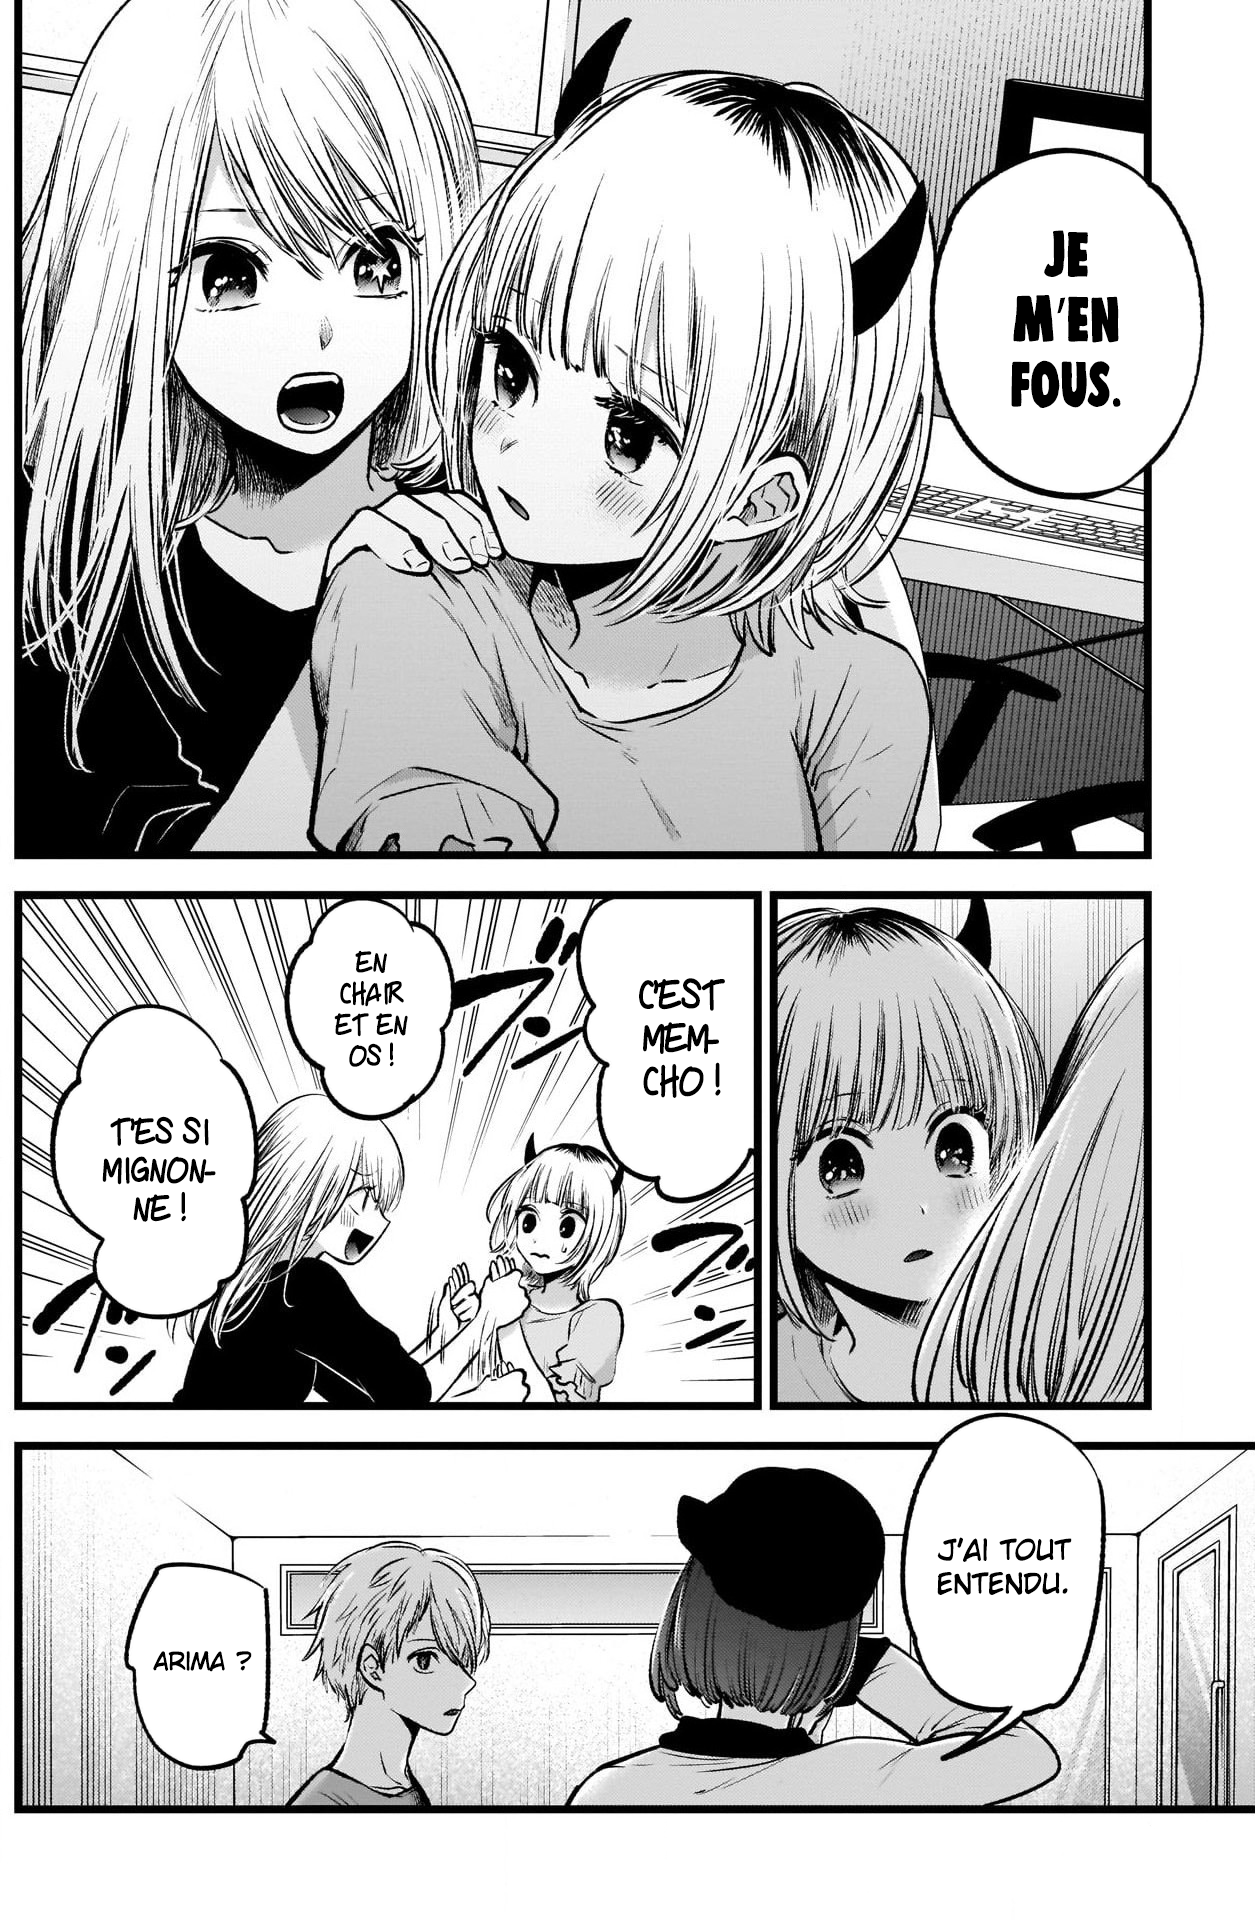 JE
M'EN
FOUS.
C'EST
MEM-
CHO !
EN
CHAIR
ET EN
OS !
T'ES SI
MIGNON-
NE !
J'AI TOUT
ENTENDU.
ARIMA ?